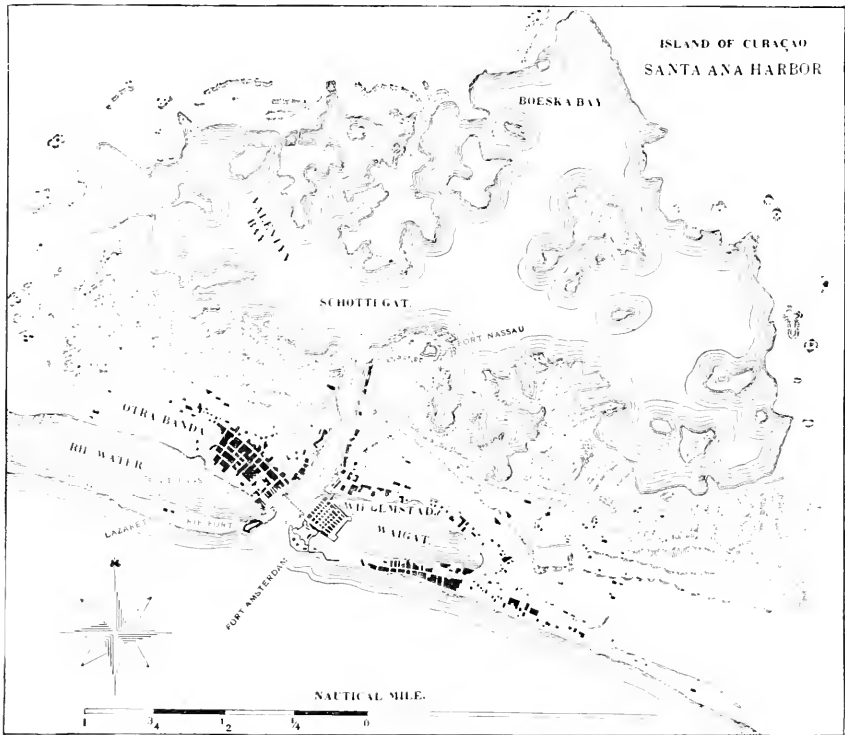 ISLAND OF CURAÇAO
SANTA ANA HARBOR
BOESKA BAY
BAY
SCHOTTEGAT.
FORT NASSAU
OTRA BANDA
RIF WATER
RIF FORT
WILLEMSTAD
WAIGAT.
FORT AMSTERDAM
NAUTICAL MILE.
1 3/4 1/2 1/4 0